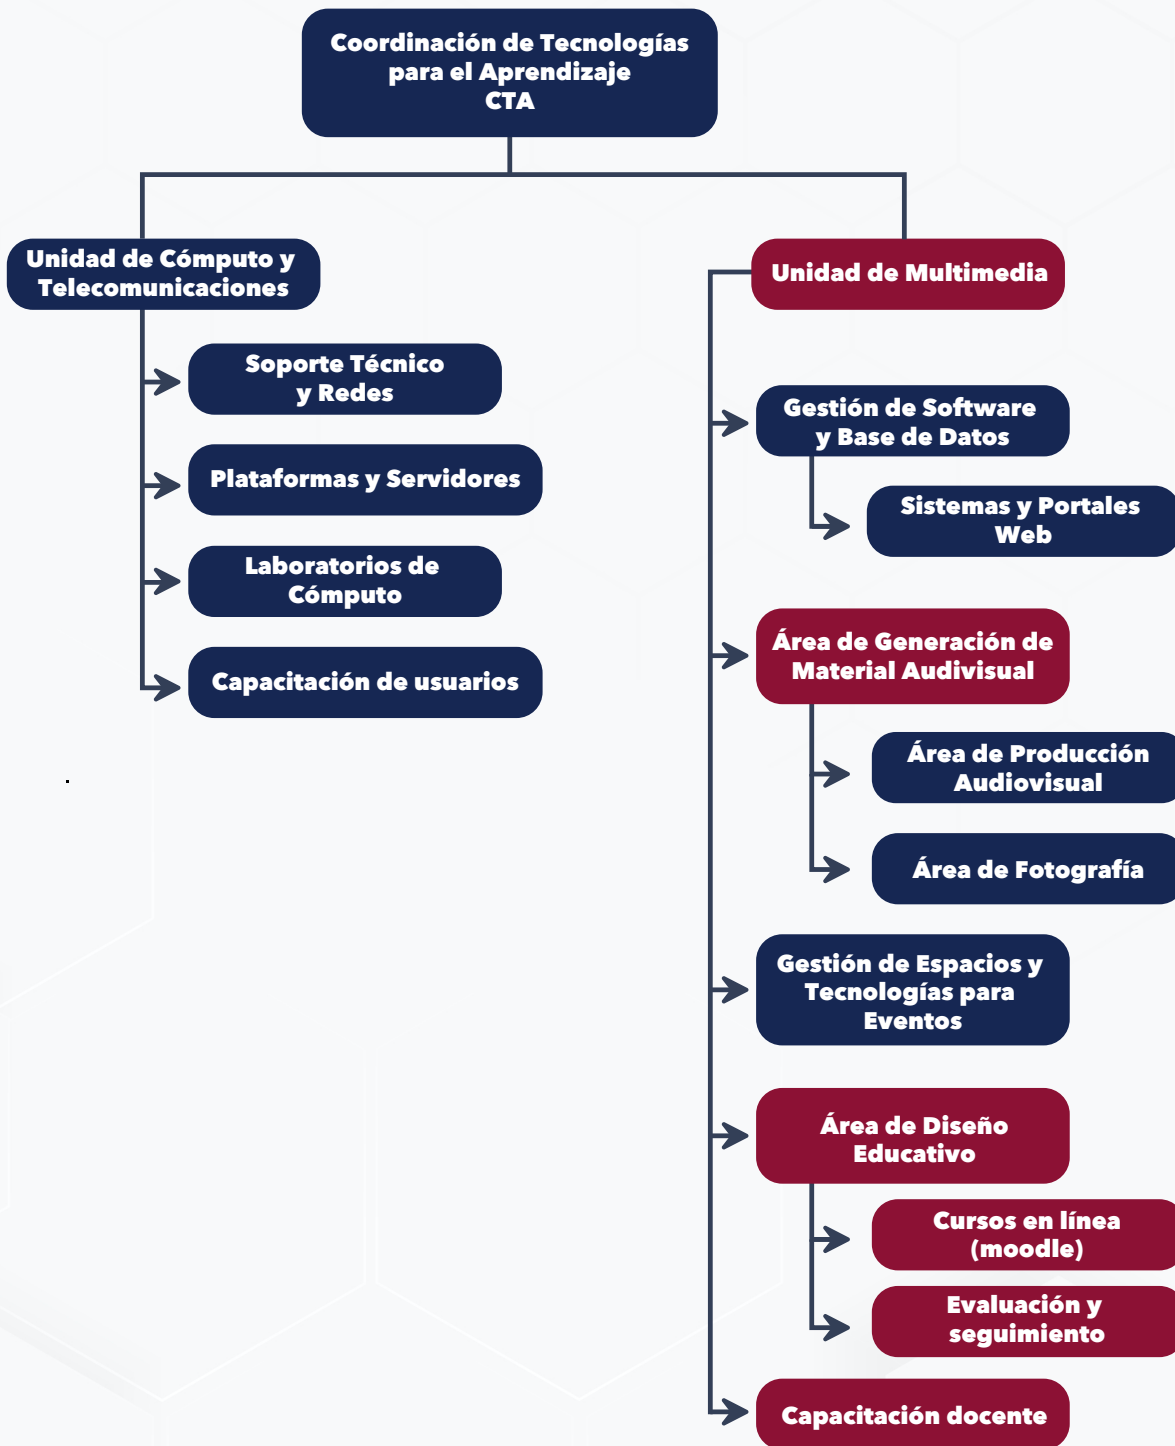 Coordinación de Tecnologías
para el Aprendizaje
CTA
Unidad de Cómputo y
Telecomunicaciones
Soporte Técnico
y Redes
Plataformas y Servidores
Laboratorios de
Cómputo
Capacitación de usuarios
Unidad de Multimedia
Gestión de Software
y Base de Datos
Sistemas y Portales
Web
Área de Generación de
Material Audivisual
Área de Producción
Audiovisual
Área de Fotografía
Gestión de Espacios y
Tecnologías para
Eventos
Área de Diseño
Educativo
Cursos en línea
(moodle)
Evaluación y
seguimiento
Capacitación docente